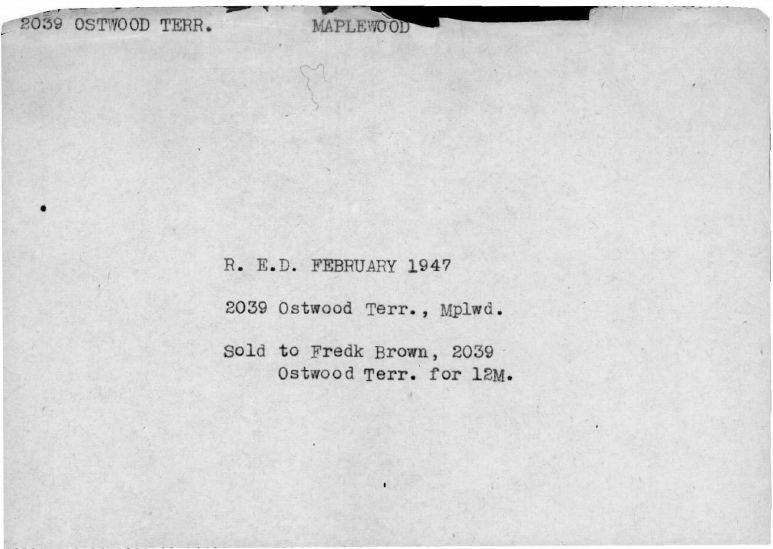 2039 OSTWOOD TERR. MAPLEWOOD
R. E.D. FEBRUARY 1947
2039 Ostwood Terr., Mplwd.
Sold to Fredk Brown, 2039
Ostwood Terr. for 12M.